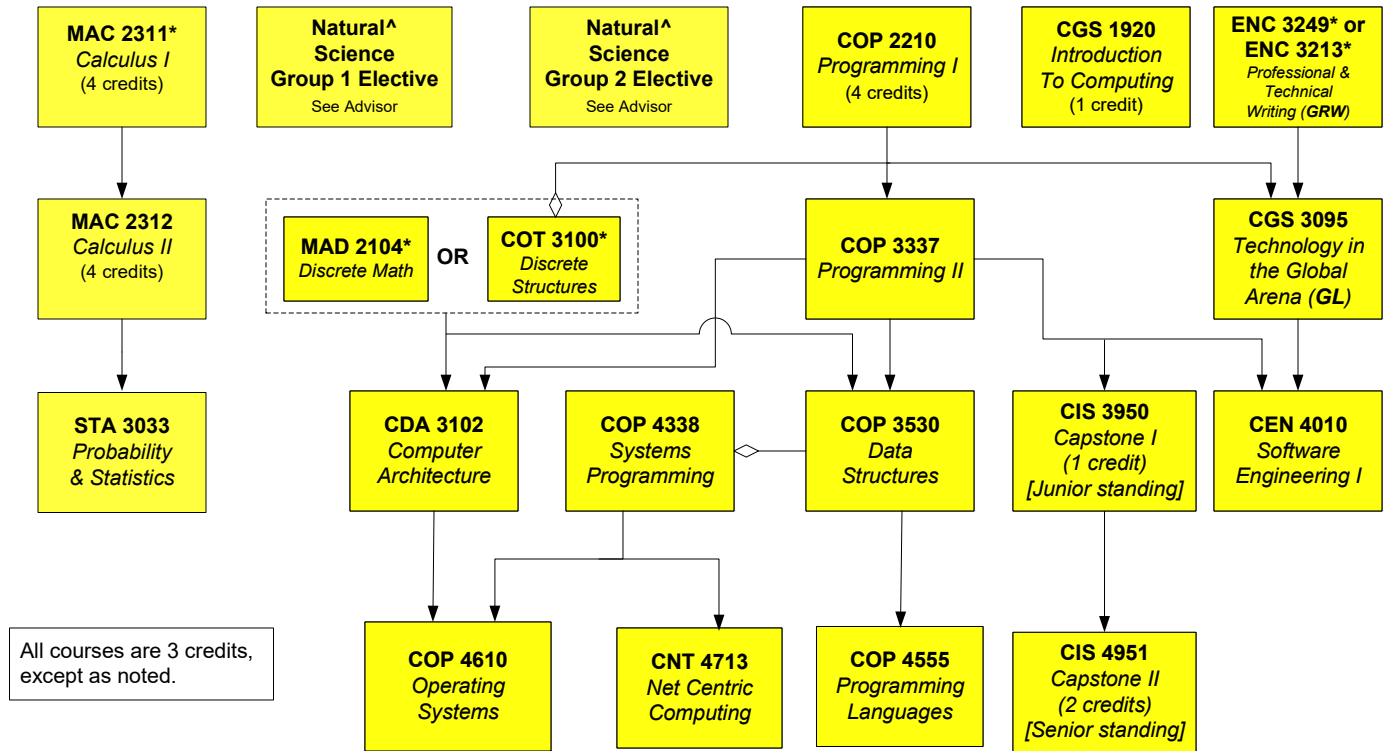 MAC 2311*
Calculus I
(4 credits)
Natural^
Science
Group 1 Elective
See Advisor
Natural^
Science
Group 2 Elective
See Advisor
COP 2210
Programming I
(4 credits)
CGS 1920
Introduction
To Computing
(1 credit)
ENC 3249* or
ENC 3213*
Professional &
Technical
Writing (GRW)
MAC 2312
Calculus II
(4 credits)
MAD 2104*
Discrete Math
OR
COT 3100*
Discrete
Structures
COP 3337
Programming II
CGS 3095
Technology in
the Global
Arena (GL)
STA 3033
Probability
& Statistics
CDA 3102
Computer
Architecture
COP 4338
Systems
Programming
COP 3530
Data
Structures
CIS 3950
Capstone I
(1 credit)
[Junior standing]
CEN 4010
Software
Engineering I
All courses are 3 credits,
except as noted.
COP 4610
Operating
Systems
CNT 4713
Net Centric
Computing
COP 4555
Programming
Languages
CIS 4951
Capstone II
(2 credits)
[Senior standing]